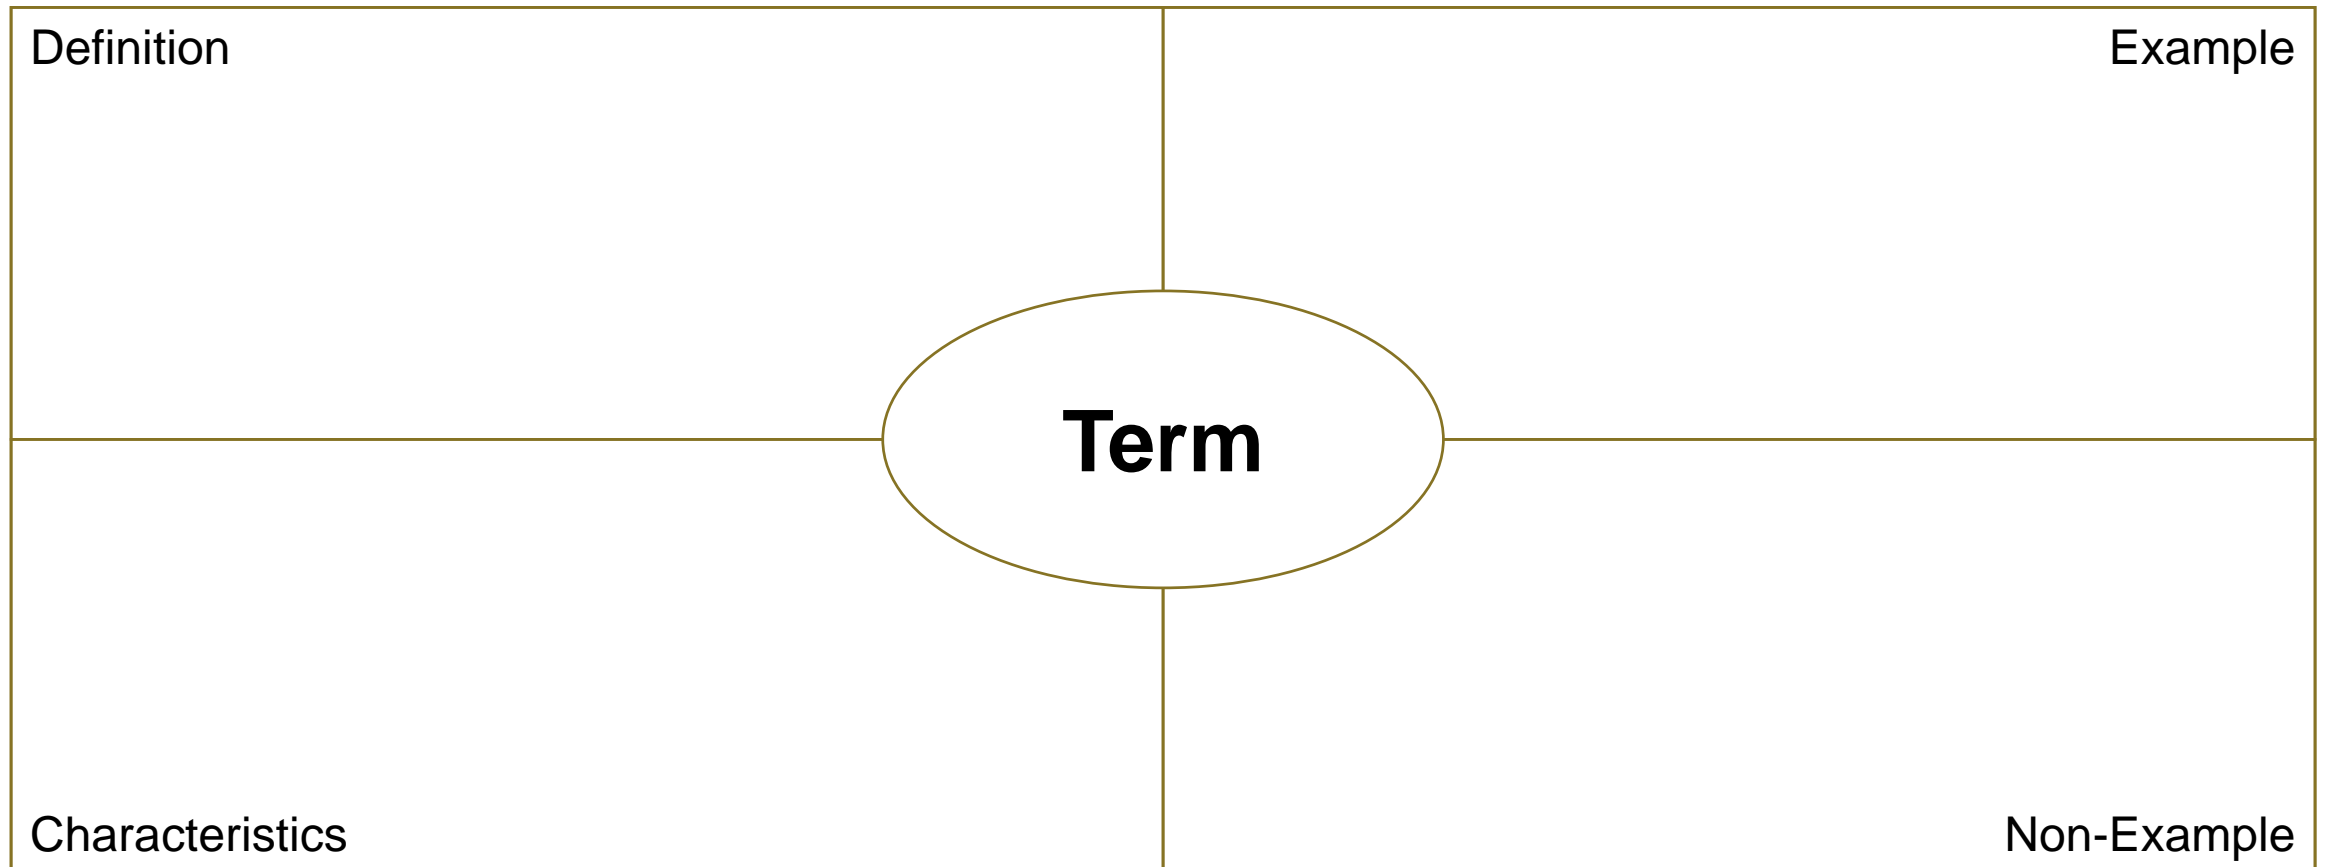 Definition
Example
Term
Characteristics
Non-Example